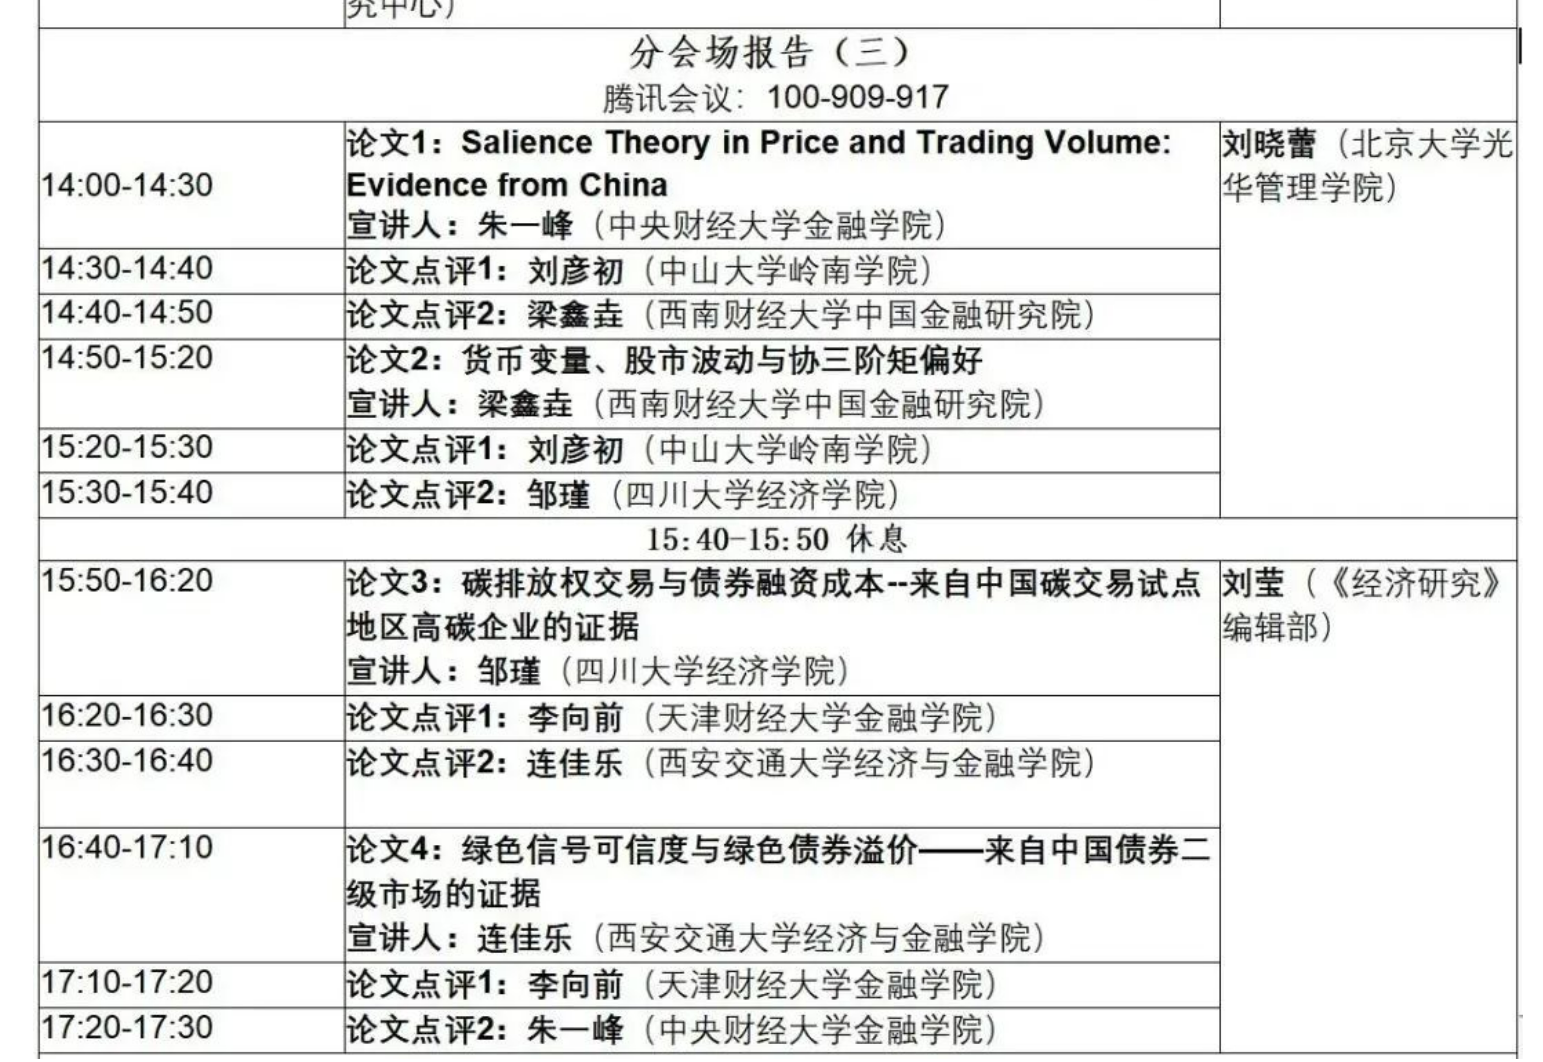 究中心）
分会场报告（三）
腾讯会议：100-909-917
14:00-14:30
论文1：Salience Theory in Price and Trading Volume:
Evidence from China
宣讲人：朱一峰（中央财经大学金融学院）
刘晓蕾（北京大学光
华管理学院）
14:30-14:40
论文点评1：刘彦初（中山大学岭南学院）
14:40-14:50
论文点评2：梁鑫垚（西南财经大学中国金融研究院）
14:50-15:20
论文2：货币变量、股市波动与协三阶矩偏好
宣讲人：梁鑫垚（西南财经大学中国金融研究院）
15:20-15:30
论文点评1：刘彦初（中山大学岭南学院）
15:30-15:40
论文点评2：邹瑾（四川大学经济学院）
15:40-15:50 休息
15:50-16:20
论文3：碳排放权交易与债券融资成本--来自中国碳交易试点
地区高碳企业的证据
宣讲人：邹瑾（四川大学经济学院）
刘莹（《经济研究》
编辑部）
16:20-16:30
论文点评1：李向前（天津财经大学金融学院）
16:30-16:40
论文点评2：连佳乐（西安交通大学经济与金融学院）
16:40-17:10
论文4：绿色信号可信度与绿色债券溢价——来自中国债券二
级市场的证据
宣讲人：连佳乐（西安交通大学经济与金融学院）
17:10-17:20
论文点评1：李向前（天津财经大学金融学院）
17:20-17:30
论文点评2：朱一峰（中央财经大学金融学院）